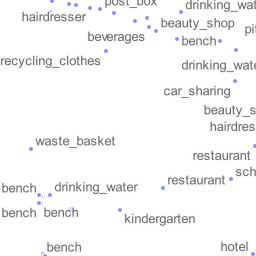 post_box
drinking_wat
hairdresser
beauty_shop
pi
beverages
bench
recycling_clothes
drinking_wate
car_sharing
beauty_s
hairdres
waste_basket
restaurant
sch
restaurant
bench
drinking_water
bench
bench
kindergarten
bench
hotel